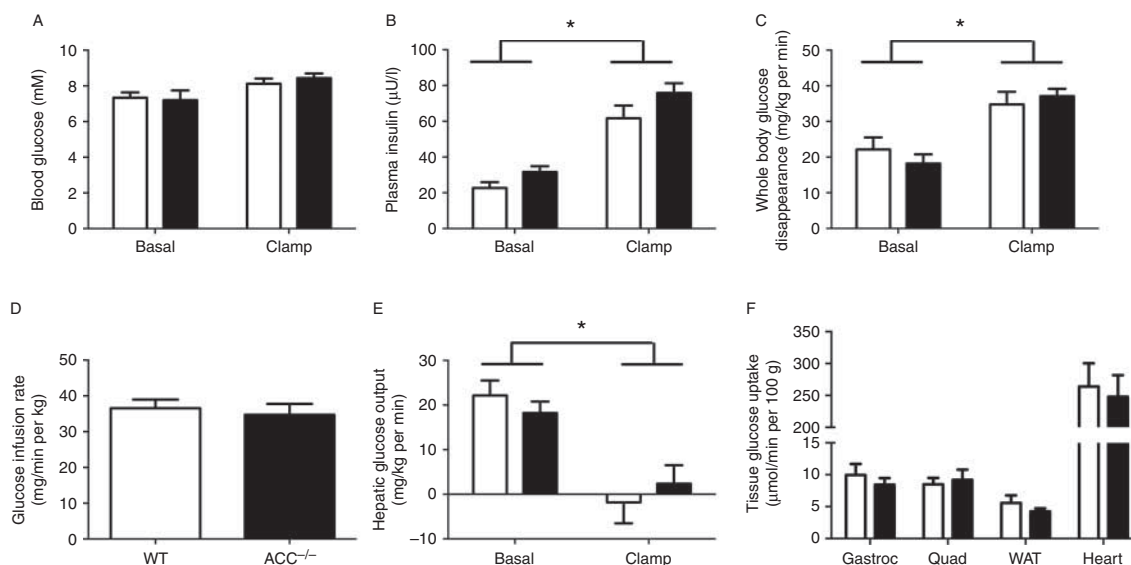 A
Blood glucose (mM)
10
8
6
4
2
0
Basal
Clamp
B
*
Plasma insulin (μU/l)
100
80
60
40
20
0
Basal
Clamp
C
*
Whole body glucose
disappearance (mg/kg per min)
50
40
30
20
10
0
Basal
Clamp
D
Glucose infusion rate
(mg/min per kg)
50
40
30
20
10
0
WT
ACC–/–
E
*
Hepatic glucose output
(mg/kg per min)
30
20
10
0
–10
Basal
Clamp
F
Tissue glucose uptake
(μmol/min per 100 g)
350
300
250
200
15
10
5
0
Gastroc
Quad
WAT
Heart